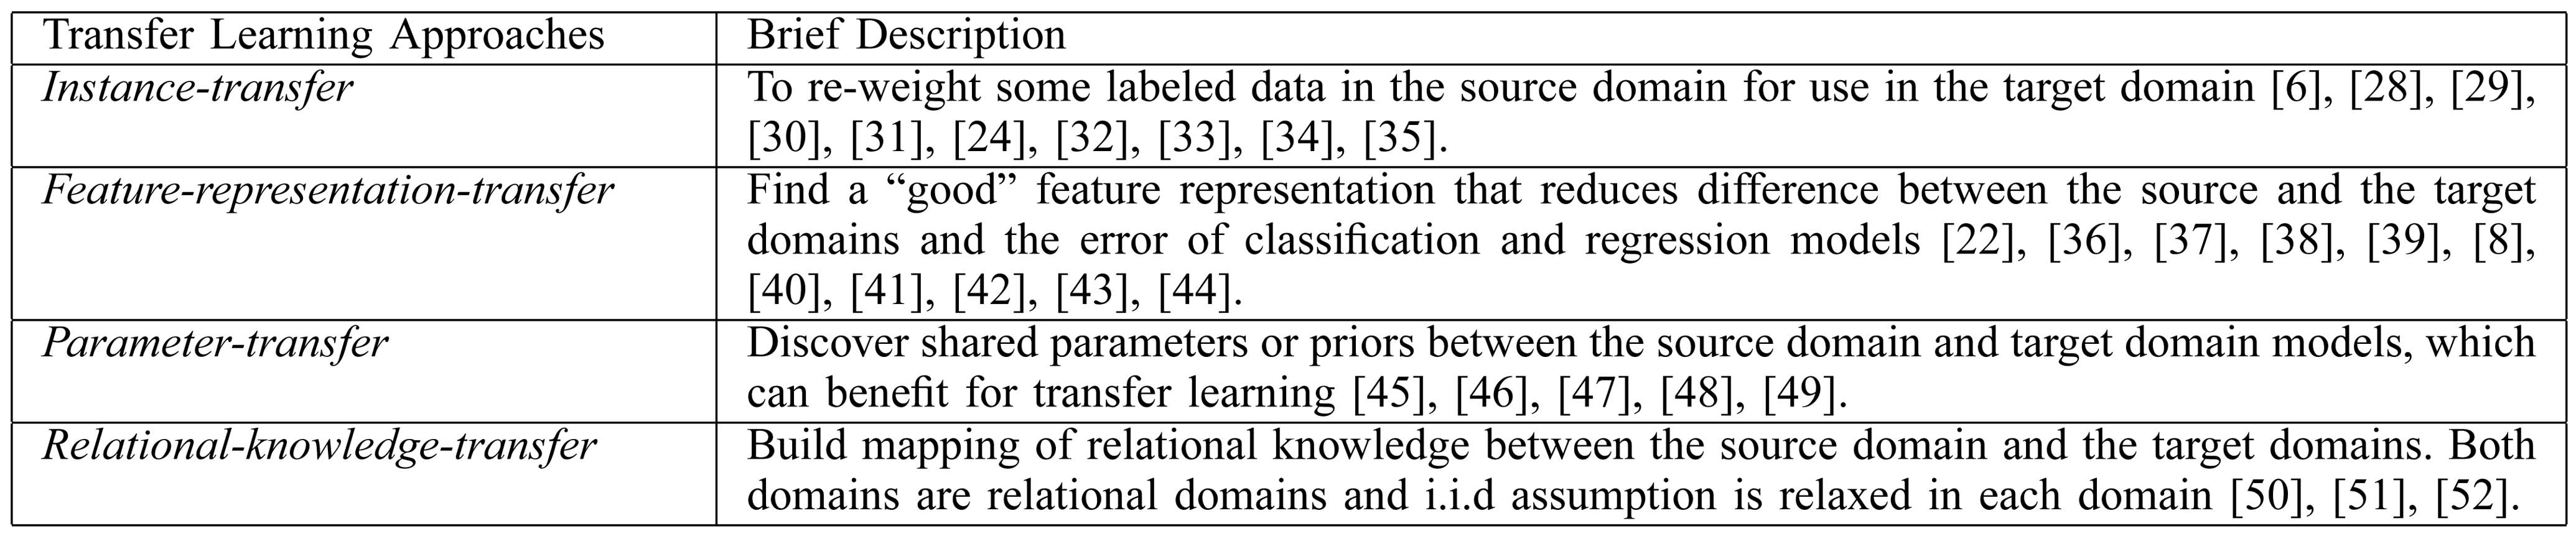 Transfer Learning Approaches
Brief Description
Instance-transfer
To re-weight some labeled data in the source domain for use in the target domain [6], [28], [29],
[30], [31], [24], [32], [33], [34], [35].
Feature-representation-transfer
Find a “good” feature representation that reduces difference between the source and the target
domains and the error of classification and regression models [22], [36], [37], [38], [39], [8],
[40], [41], [42], [43], [44].
Parameter-transfer
Discover shared parameters or priors between the source domain and target domain models, which
can benefit for transfer learning [45], [46], [47], [48], [49].
Relational-knowledge-transfer
Build mapping of relational knowledge between the source domain and the target domains. Both
domains are relational domains and i.i.d assumption is relaxed in each domain [50], [51], [52].